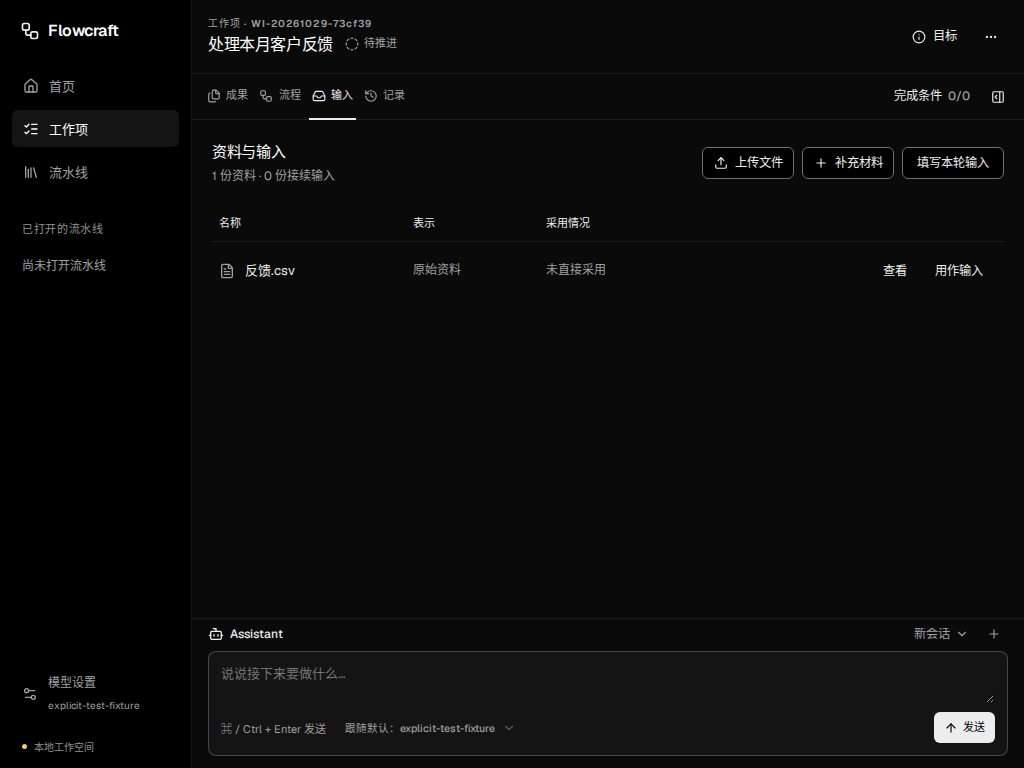 Flowcraft
首页
工作项
流水线
已打开的流水线
尚未打开流水线
模型设置
explicit-test-fixture
本地工作空间
工作项 · WI-20261029-73cf39
处理本月客户反馈 待推进
目标
成果 流程 输入 记录
完成条件 0/0
资料与输入
1 份资料 · 0 份接续输入
上传文件 补充材料 填写本轮输入
名称 表示 采用情况
反馈.csv 原始资料 未直接采用 查看 用作输入
Assistant 新会话
说说接下来要做什么…
⌘ / Ctrl + Enter 发送 跟随默认：explicit-test-fixture 发送